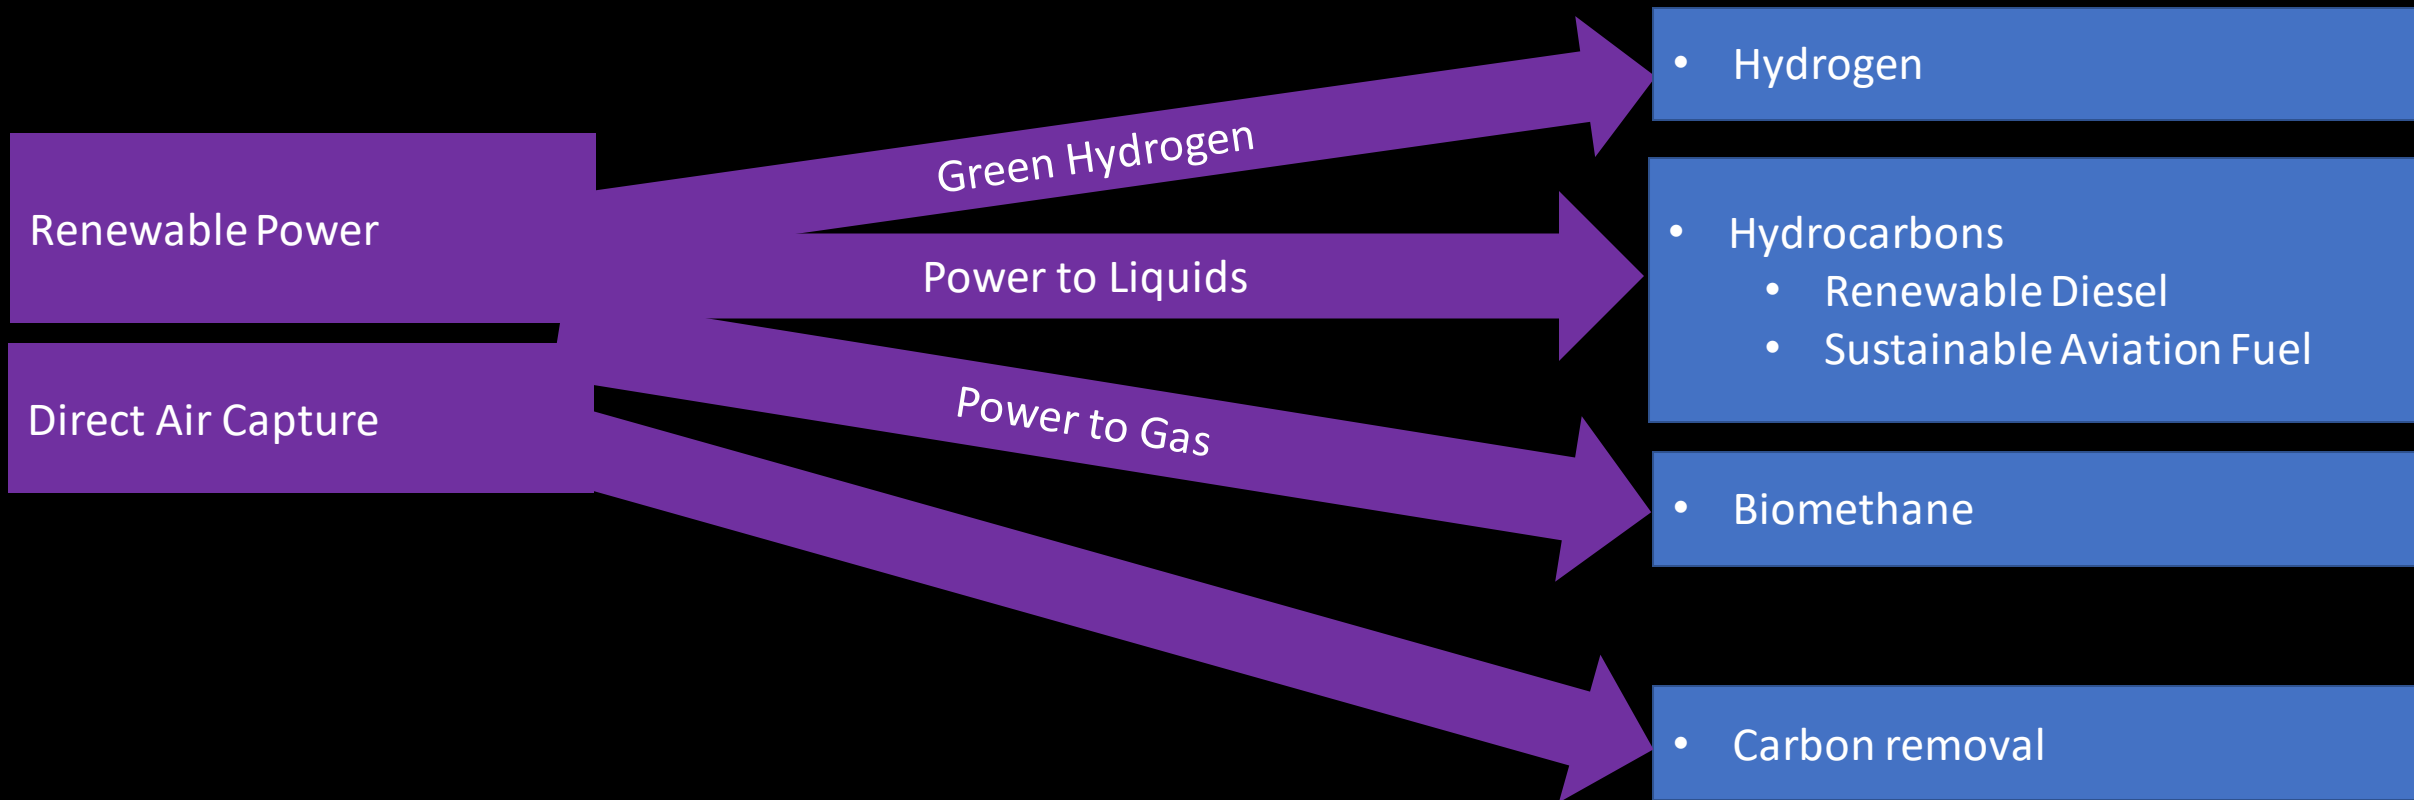 Renewable Power
Direct Air Capture
Green Hydrogen
Power to Liquids
Power to Gas
• Hydrogen
• Hydrocarbons
• Renewable Diesel
• Sustainable Aviation Fuel
• Biomethane
• Carbon removal